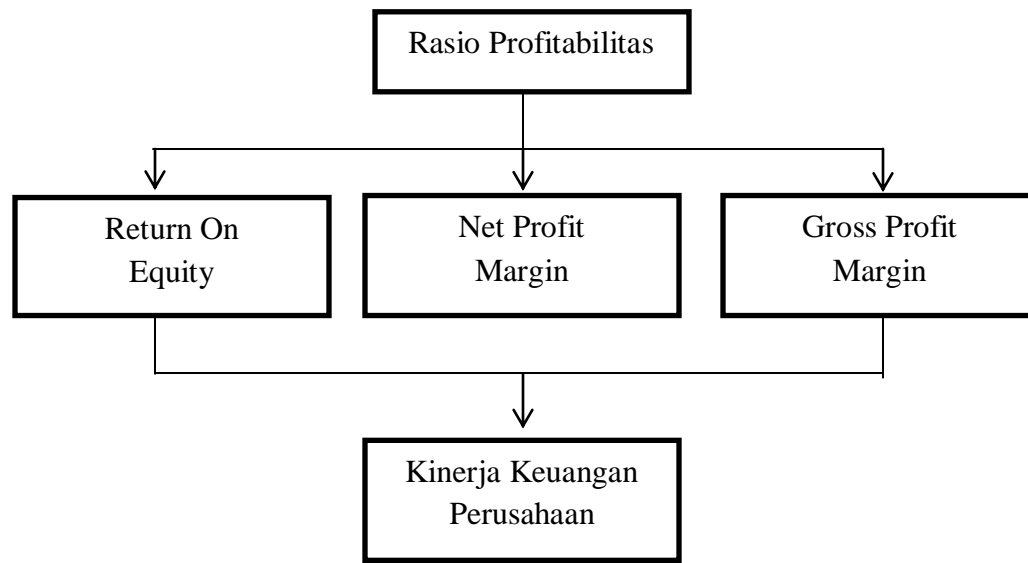 Rasio Profitabilitas
Return On
Equity
Net Profit
Margin
Gross Profit
Margin
Kinerja Keuangan
Perusahaan